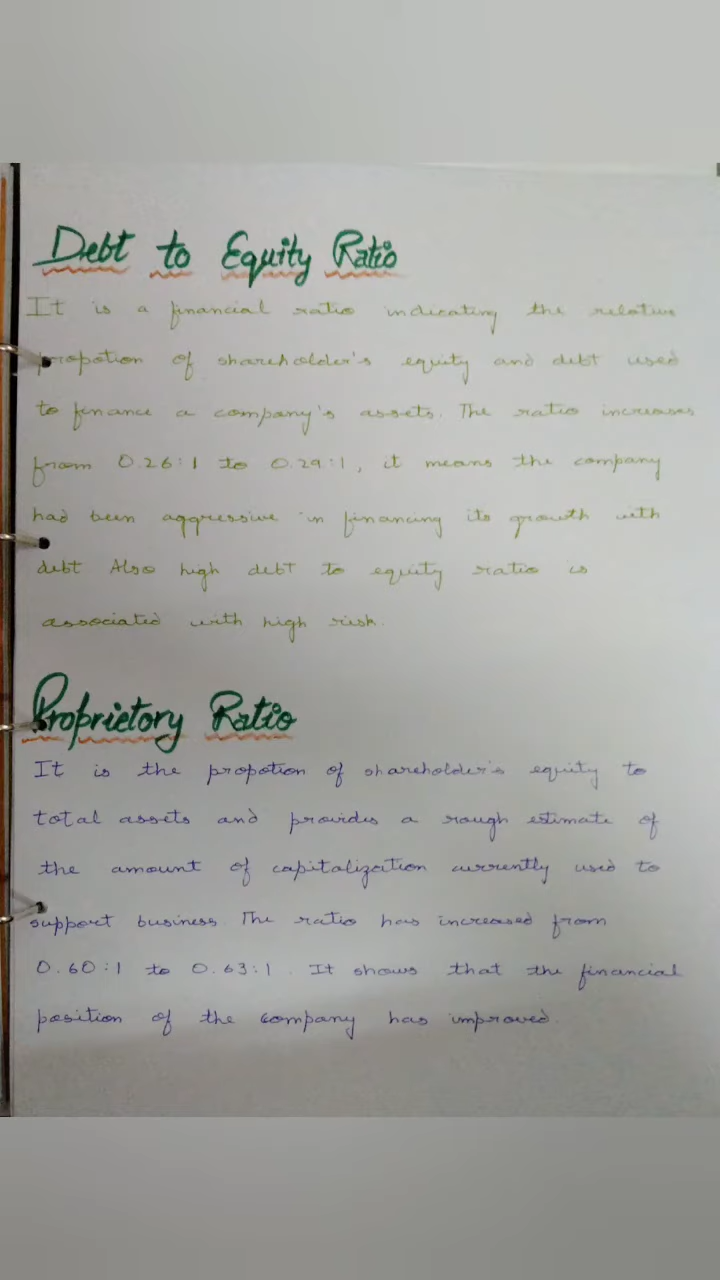 Debt to Equity Ratio
It is a financial ratio indicating the relative
propotion of shareholder's equity and debt used
to finance a company's assets. The ratio increases
from 0.26:1 to 0.29:1, it means the company
had been aggressive in financing its growth with
debt. Also high debt to equity ratio is
associated with high risk.
Proprietory Ratio
It is the propotion of shareholder's equity to
total assets and provides a rough estimate of
the amount of capitalization currently used to
support business. The ratio has increased from
0.60:1 to 0.63:1. It shows that the financial
position of the company has improved.